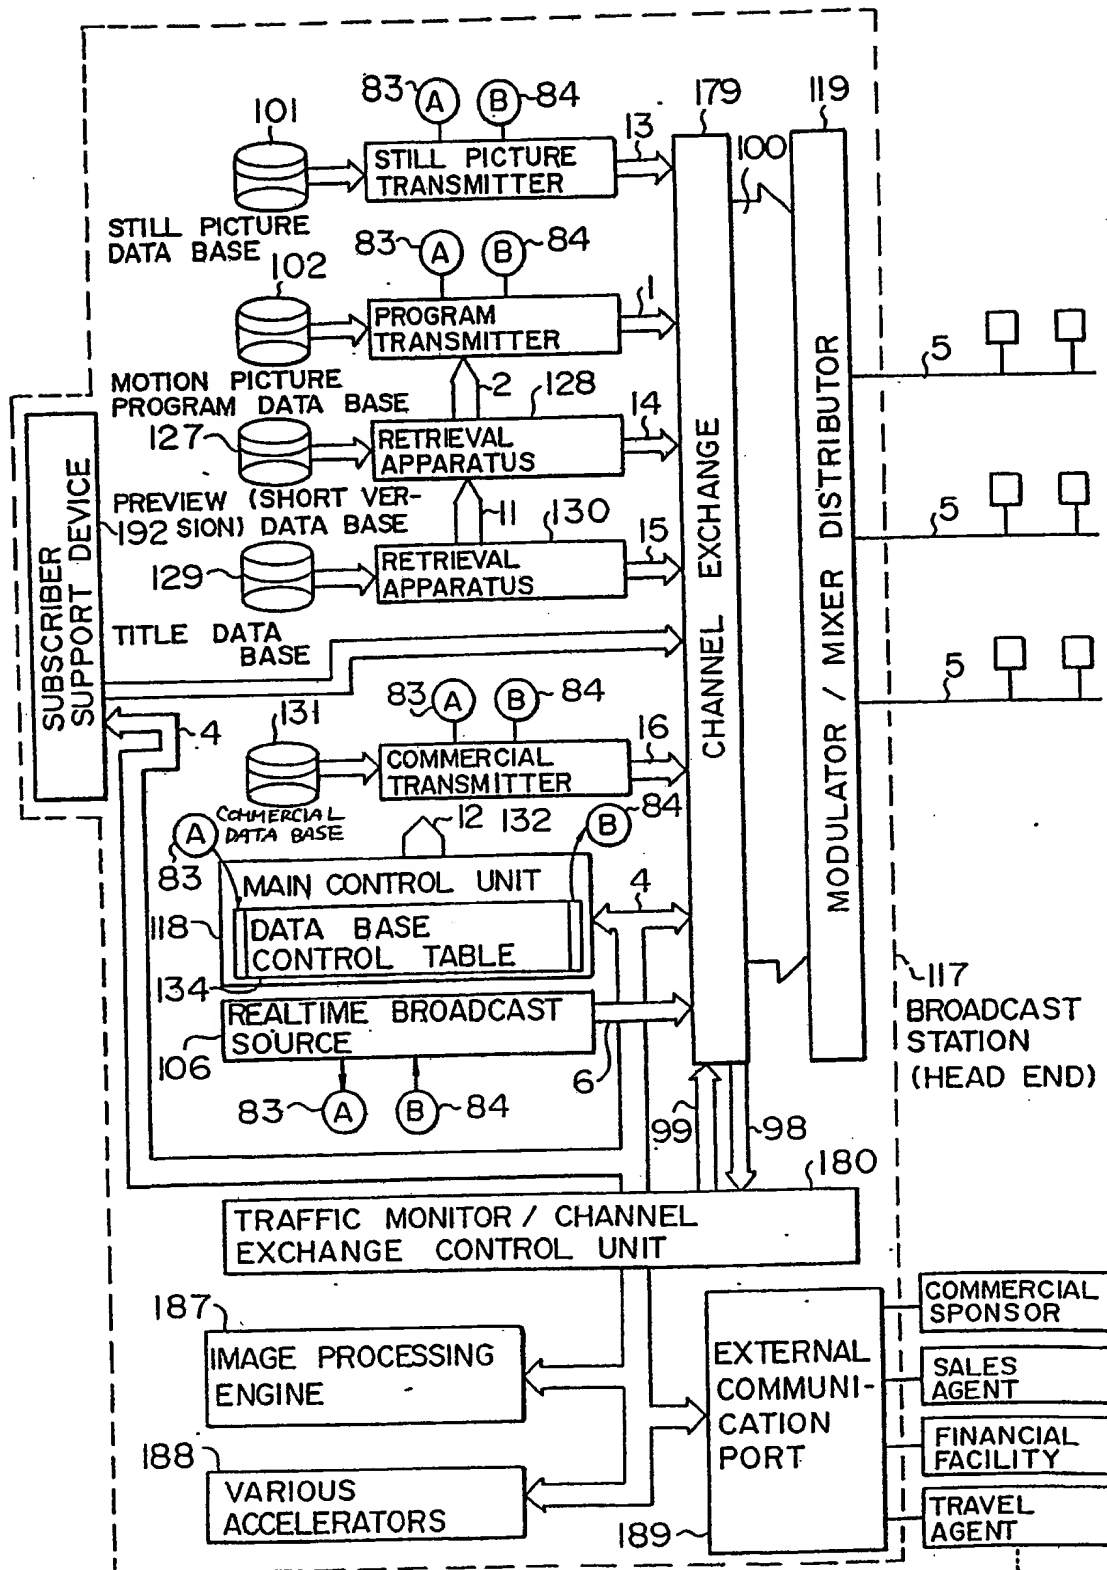 83
A
B
84
179
119
101
13
100
STILL PICTURE
TRANSMITTER
STILL PICTURE
DATA BASE
83
A
B
84
102
1
PROGRAM
TRANSMITTER
2
128
MOTION PICTURE
PROGRAM DATA BASE
127
14
RETRIEVAL
APPARATUS
PREVIEW (SHORT VER-
SION) DATA BASE
192
11
130
129
15
RETRIEVAL
APPARATUS
TITLE DATA
BASE
SUBSCRIBER
SUPPORT DEVICE
4
83
A
B
84
131
16
COMMERCIAL
TRANSMITTER
COMMERCIAL
DATA BASE
12
132
A
83
B
84
MAIN CONTROL UNIT
118
DATA BASE
CONTROL TABLE
134
4
REALTIME BROADCAST
SOURCE
106
6
83
A
B
84
CHANNEL EXCHANGE
MODULATOR / MIXER DISTRIBUTOR
5
5
5
117
BROADCAST
STATION
(HEAD END)
99
98
180
TRAFFIC MONITOR / CHANNEL
EXCHANGE CONTROL UNIT
187
IMAGE PROCESSING
ENGINE
188
VARIOUS
ACCELERATORS
EXTERNAL
COMMUNI-
CATION
PORT
189
COMMERCIAL
SPONSOR
SALES
AGENT
FINANCIAL
FACILITY
TRAVEL
AGENT